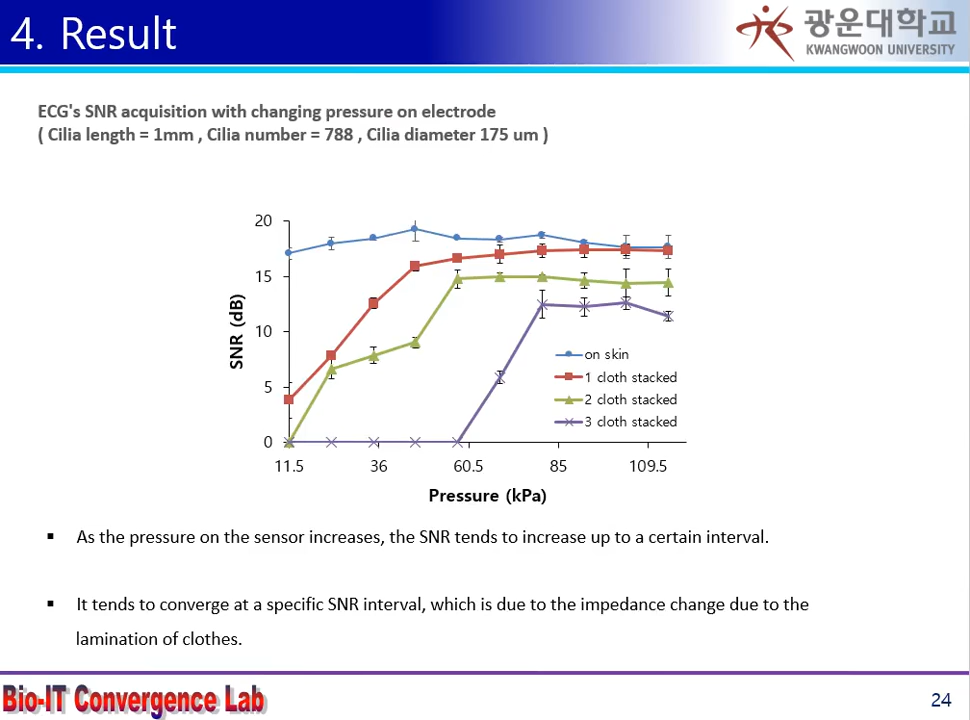 4. Result
광운대학교
KWANGWOON UNIVERSITY
ECG's SNR acquisition with changing pressure on electrode
( Cilia length = 1mm , Cilia number = 788 , Cilia diameter 175 um )
20
15
10
5
0
SNR (dB)
on skin
1 cloth stacked
2 cloth stacked
3 cloth stacked
11.5 36 60.5 85 109.5
Pressure (kPa)
▪ As the pressure on the sensor increases, the SNR tends to increase up to a certain interval.
▪ It tends to converge at a specific SNR interval, which is due to the impedance change due to the
lamination of clothes.
Bio-IT Convergence Lab
24